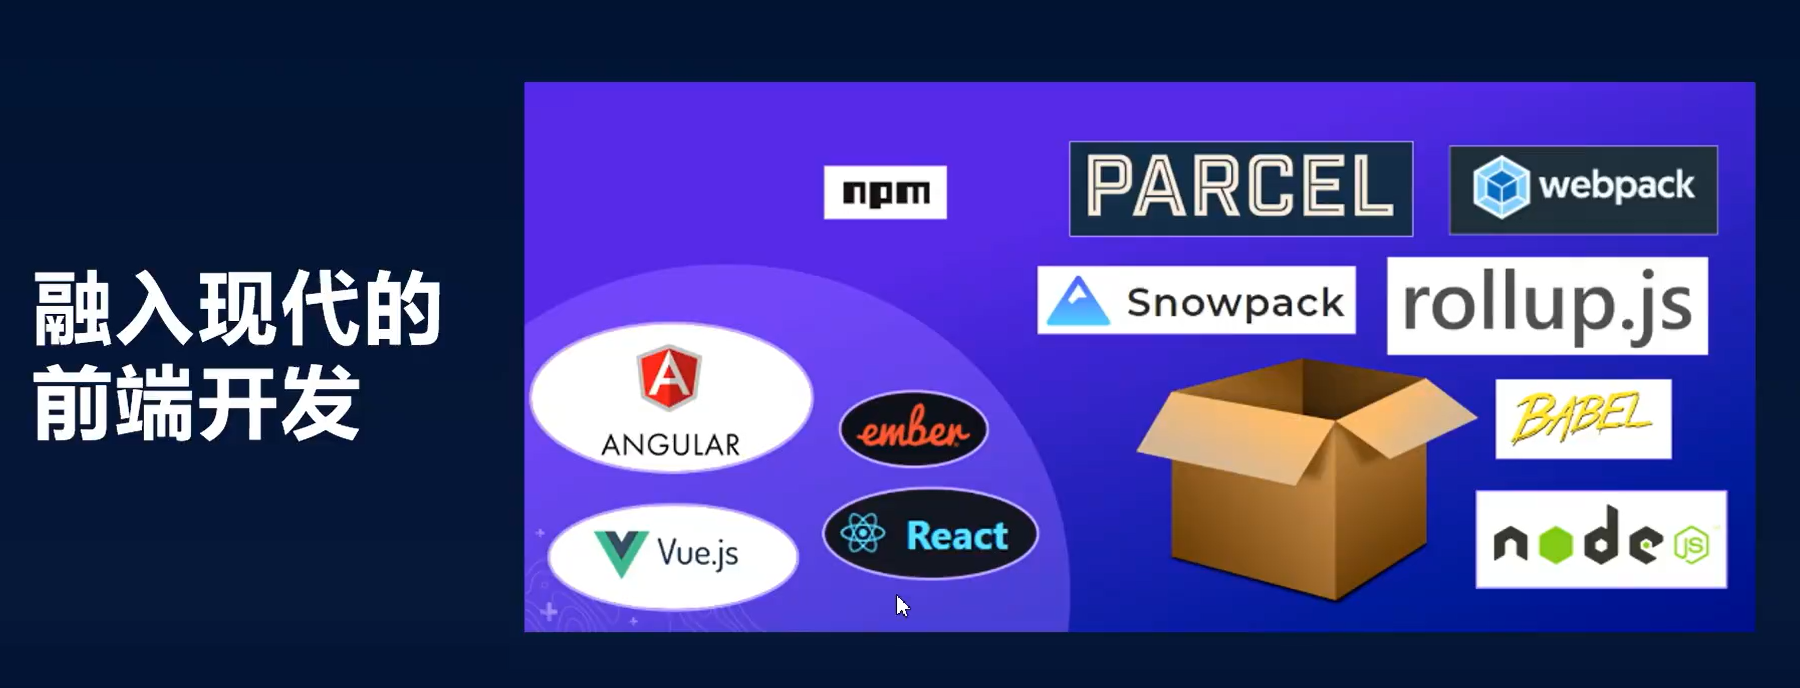 融入现代的
前端开发
npm
PARCEL
webpack
Snowpack
rollup.js
ANGULAR
ember
BABEL
Vue.js
React
node
JS